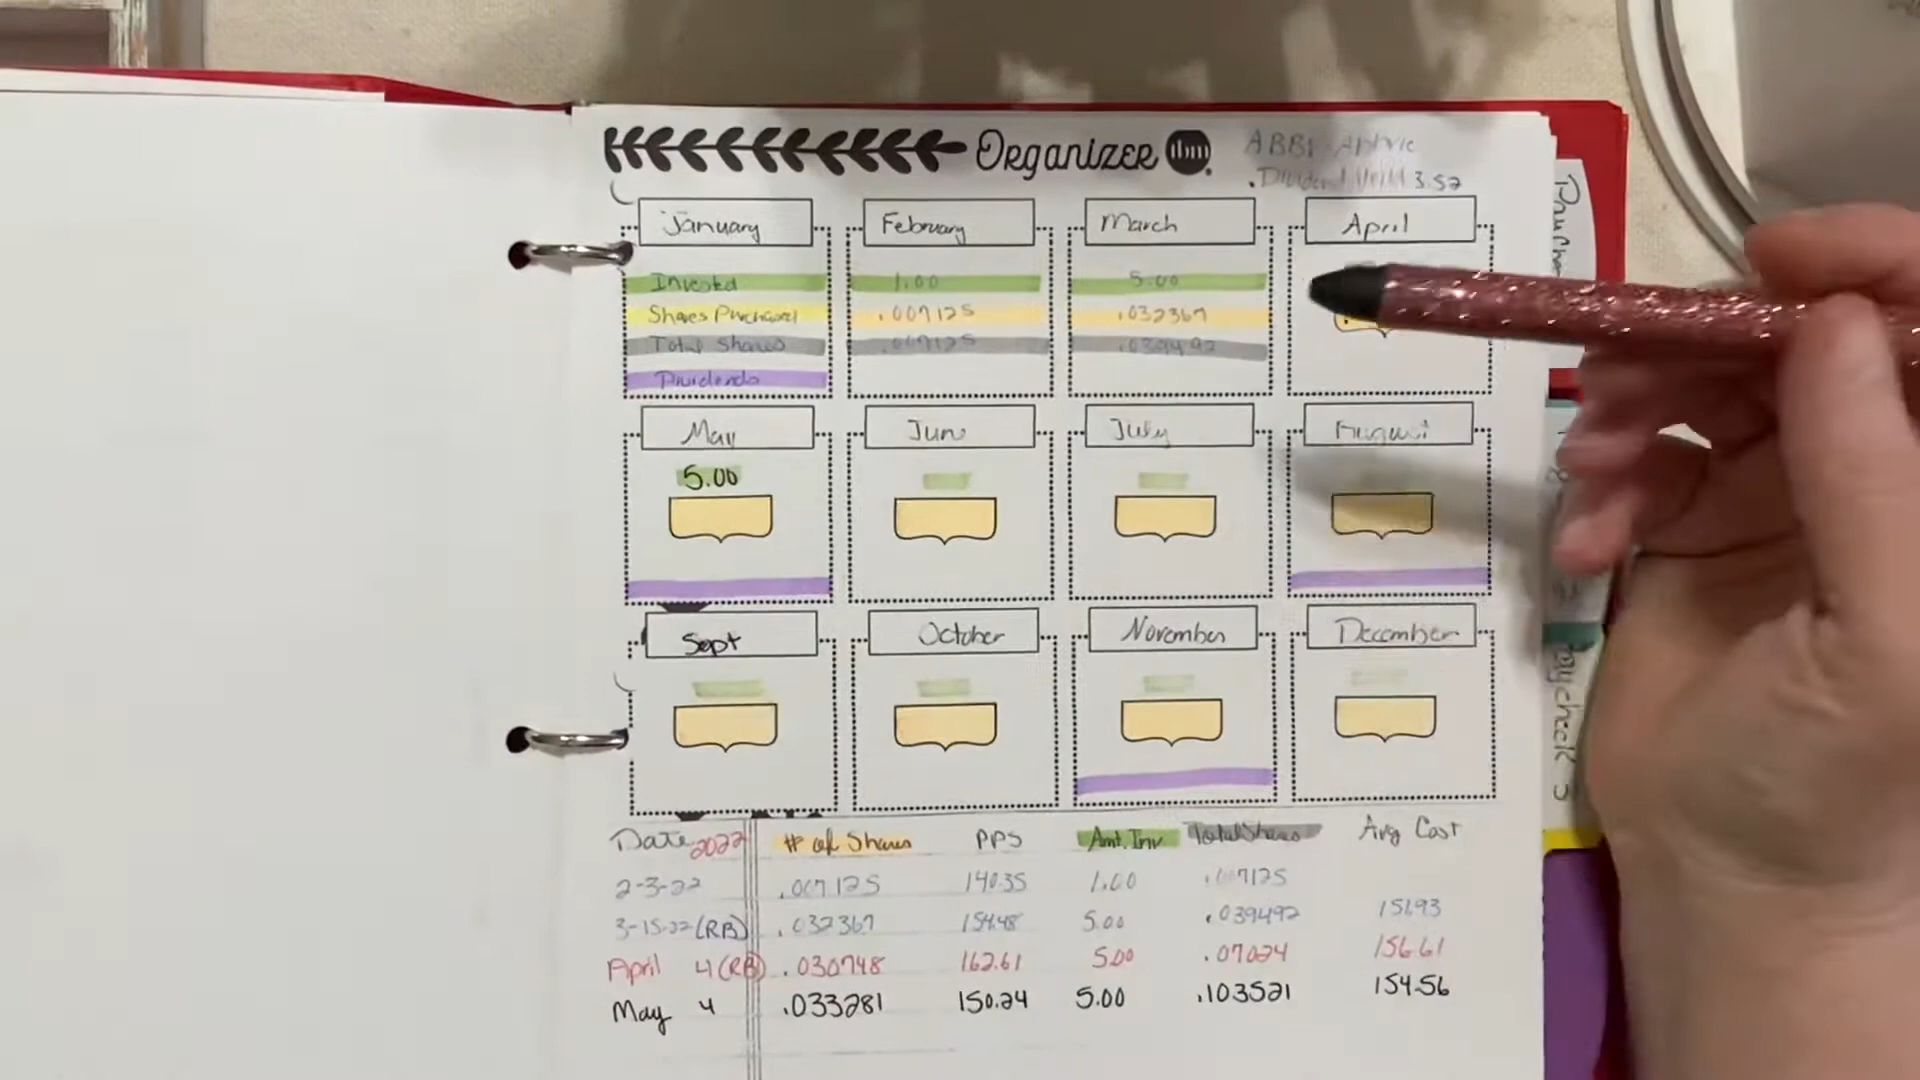 Organizer
Dividend Yield 3.52
January
February
March
April
Invested
1.00
5.00
Shares Purchased
.007125
.032367
Total Shares
.007125
.039492
Dividends
May
June
July
August
5.00
Sept
October
November
December
Date 2022 # of Shares PPS Amt. Inv Total Shares Avg Cost
2-3-22 .007125 140.35 1.00 .007125
3-15-22 (RB) .032367 154.48 5.00 .039492 151.93
April 4 (RB) .030748 162.61 5.00 .07024 156.61
May 4 .033281 150.24 5.00 .103521 154.56
Paychecks